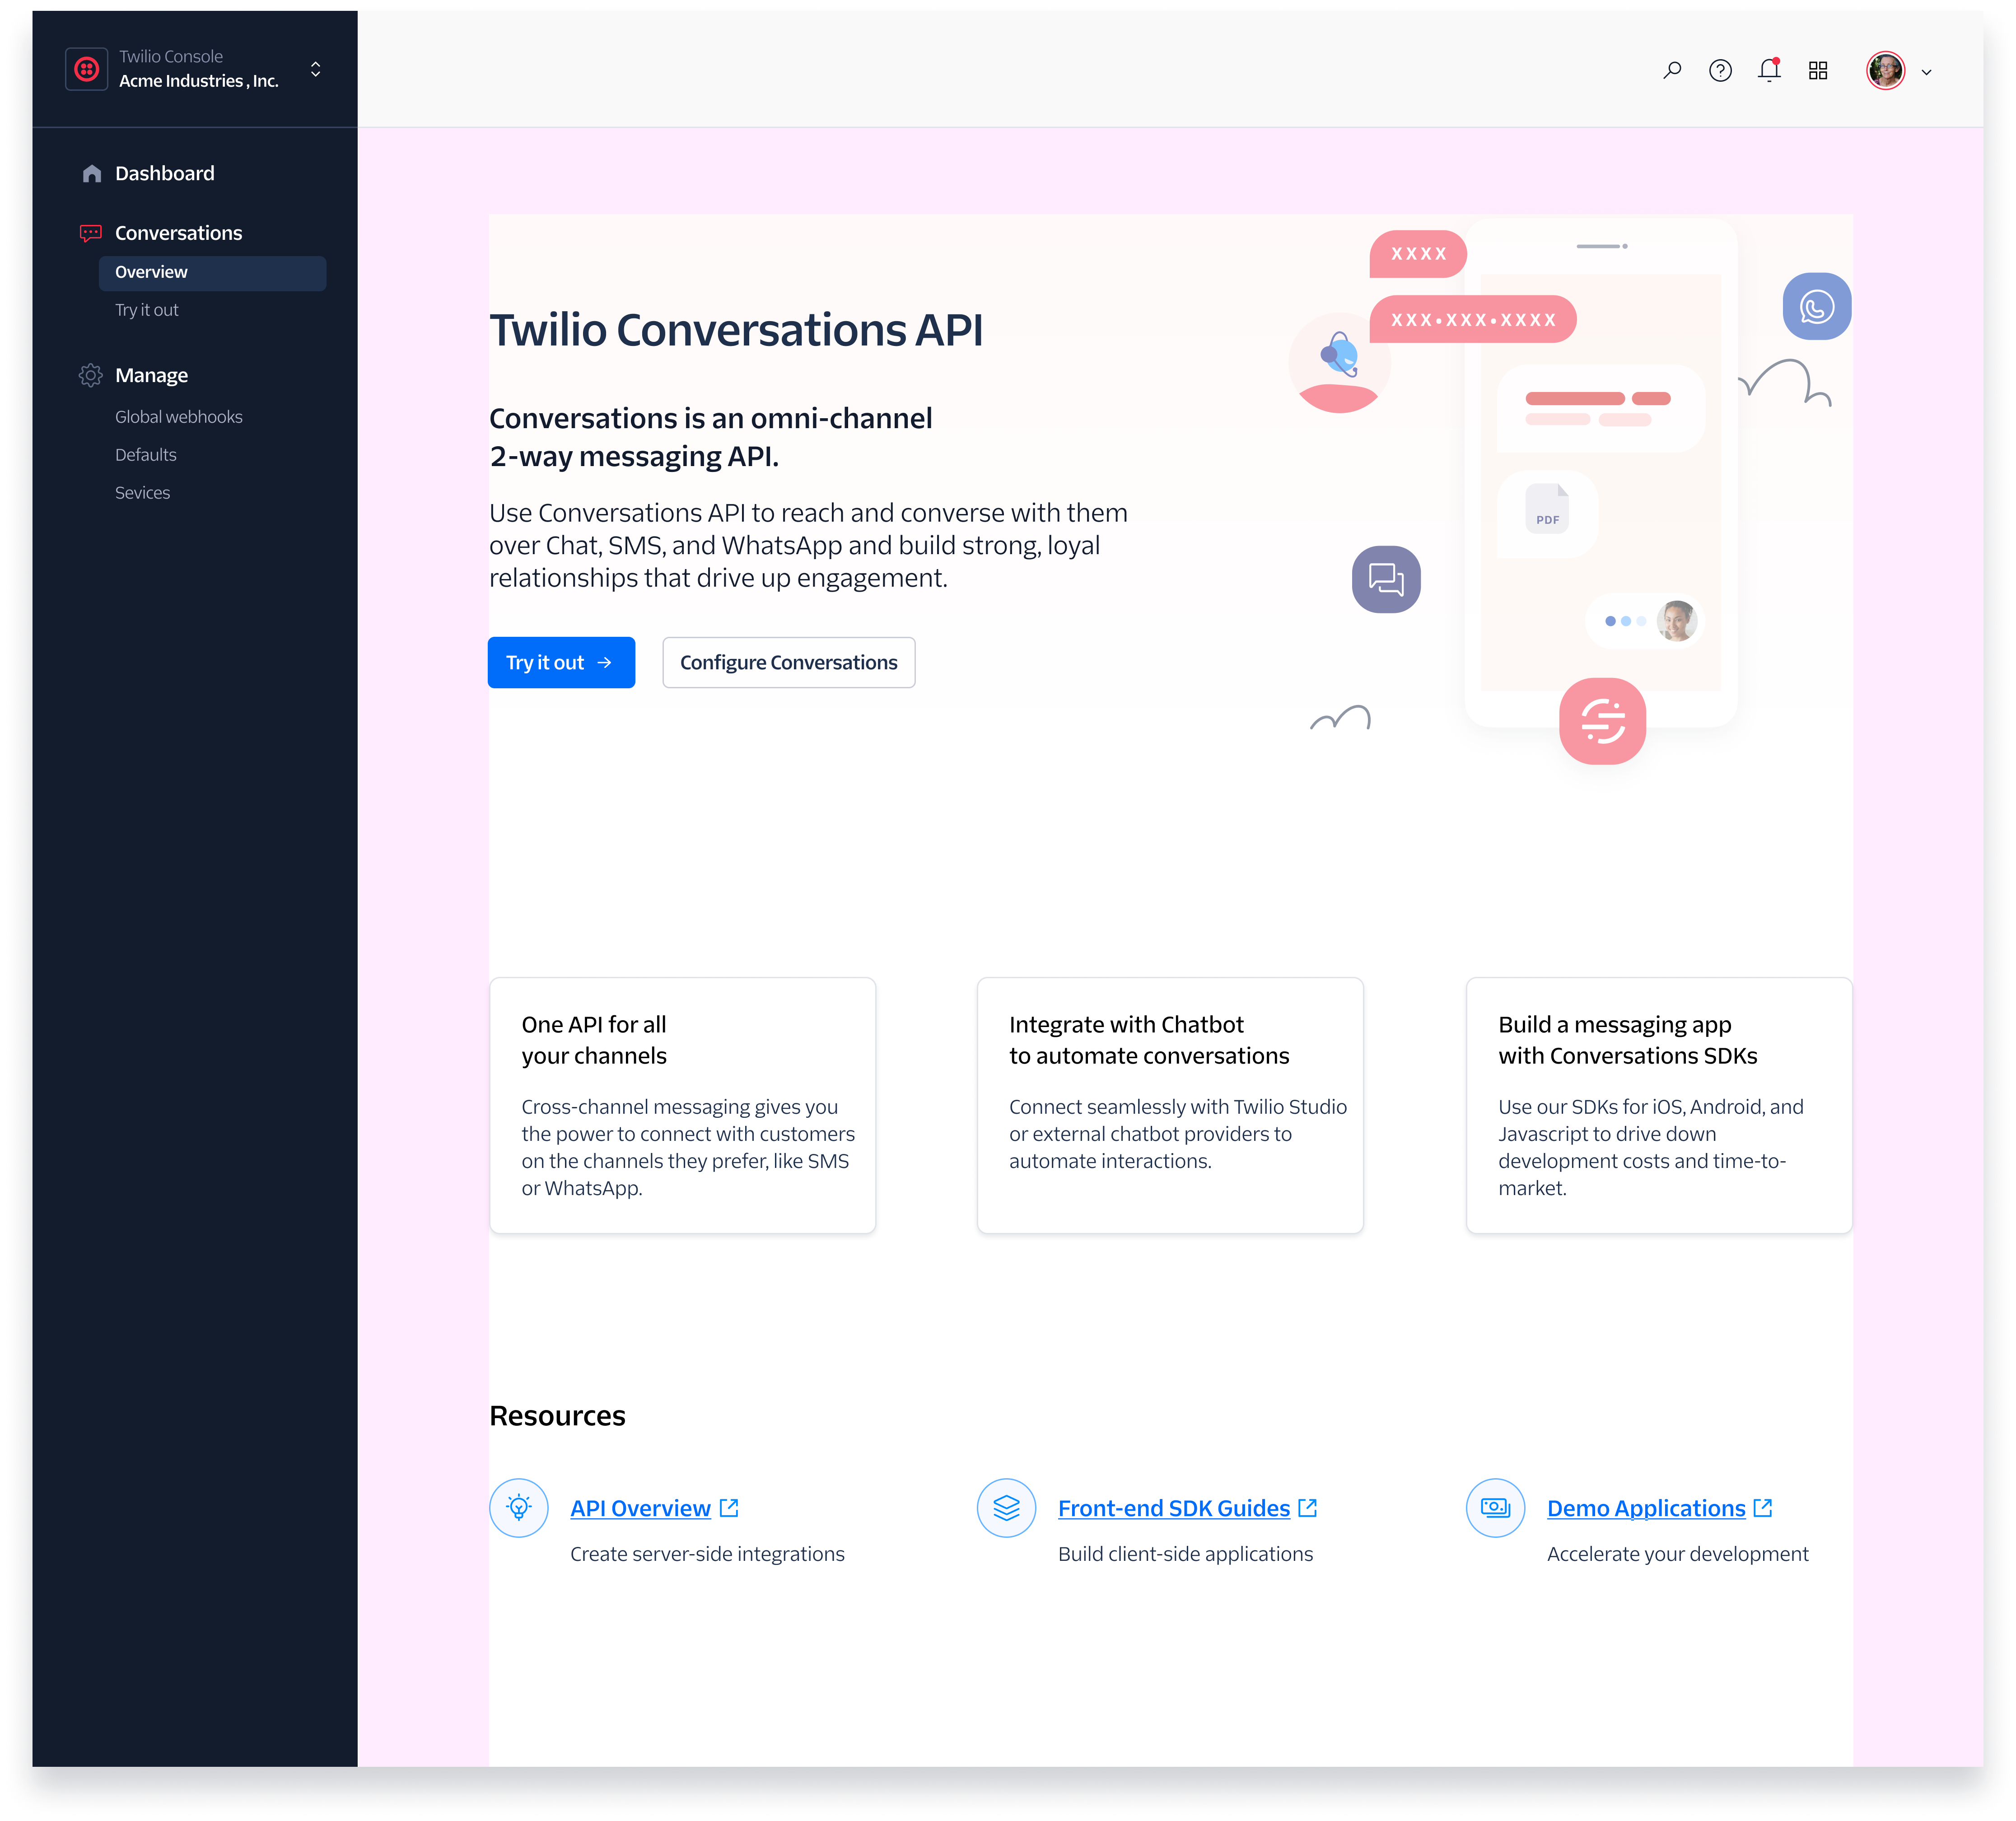 Twilio Console
Acme Industries , Inc.
Dashboard
Conversations
Overview
Try it out
Manage
Global webhooks
Defaults
Sevices
Twilio Conversations API
Conversations is an omni-channel
2-way messaging API.
Use Conversations API to reach and converse with them
over Chat, SMS, and WhatsApp and build strong, loyal
relationships that drive up engagement.
Try it out
Configure Conversations
XXXX
XXX•XXX•XXXX
PDF
One API for all
your channels
Cross-channel messaging gives you
the power to connect with customers
on the channels they prefer, like SMS
or WhatsApp.
Integrate with Chatbot
to automate conversations
Connect seamlessly with Twilio Studio
or external chatbot providers to
automate interactions.
Build a messaging app
with Conversations SDKs
Use our SDKs for iOS, Android, and
Javascript to drive down
development costs and time-to-
market.
Resources
API Overview
Create server-side integrations
Front-end SDK Guides
Build client-side applications
Demo Applications
Accelerate your development